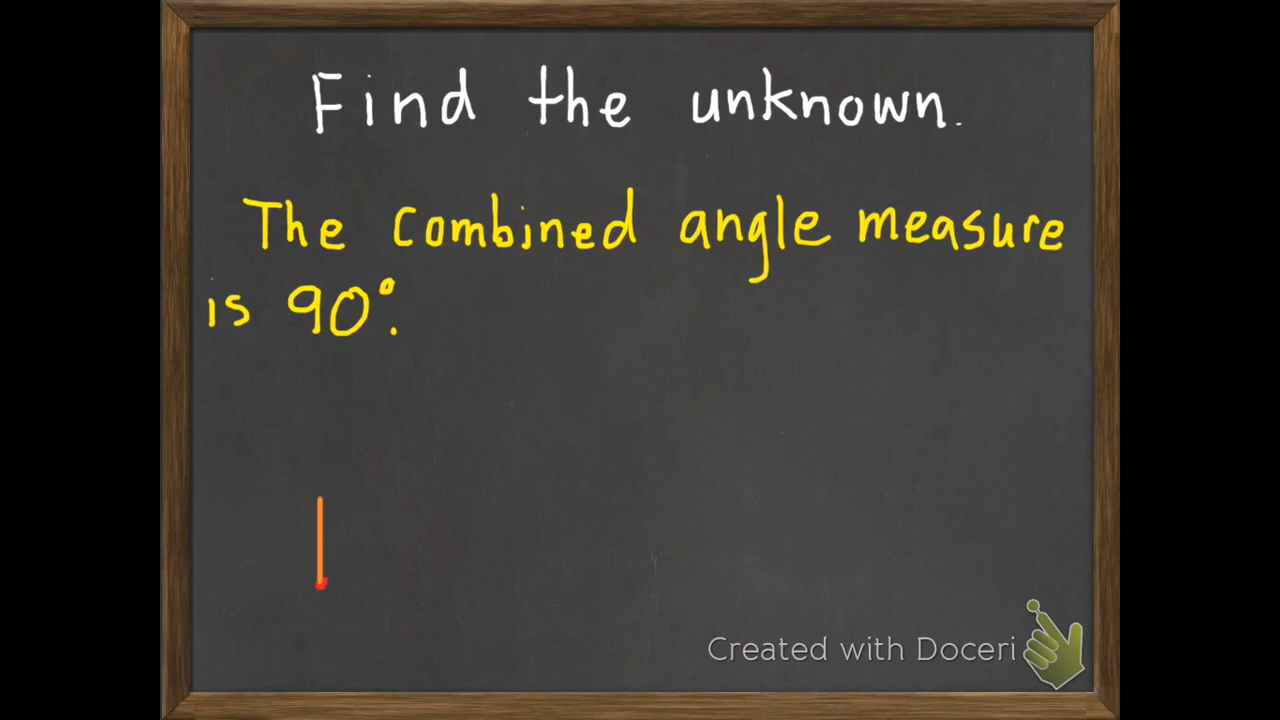 Find the unknown.
The combined angle measure
is 90°.
Created with Doceri